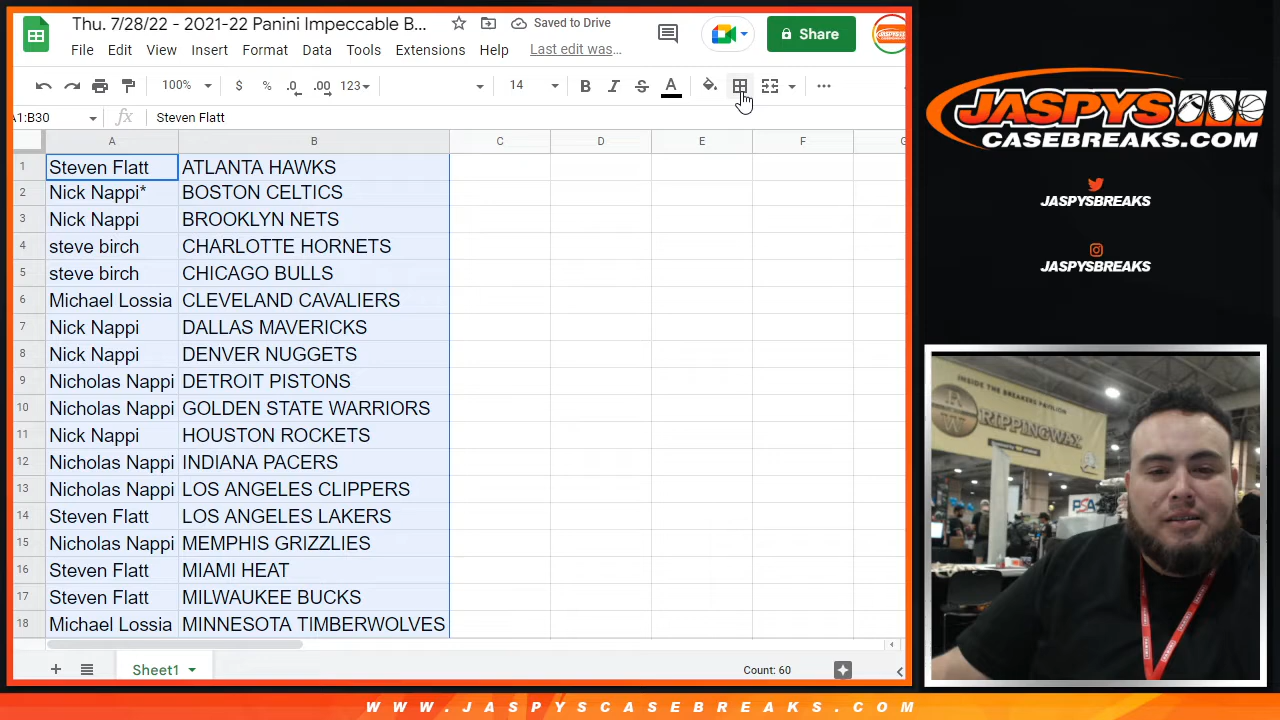 Thu. 7/28/22 - 2021-22 Panini Impeccable B...
Saved to Drive
File Edit View Insert Format Data Tools Extensions Help Last edit was...
Share
100% $ % .0 .00 123 14 B I S A
A1:B30 fx Steven Flatt
A B C D E F G
1 Steven Flatt ATLANTA HAWKS
2 Nick Nappi* BOSTON CELTICS
3 Nick Nappi BROOKLYN NETS
4 steve birch CHARLOTTE HORNETS
5 steve birch CHICAGO BULLS
6 Michael Lossia CLEVELAND CAVALIERS
7 Nick Nappi DALLAS MAVERICKS
8 Nick Nappi DENVER NUGGETS
9 Nicholas Nappi DETROIT PISTONS
10 Nicholas Nappi GOLDEN STATE WARRIORS
11 Nick Nappi HOUSTON ROCKETS
12 Nicholas Nappi INDIANA PACERS
13 Nicholas Nappi LOS ANGELES CLIPPERS
14 Steven Flatt LOS ANGELES LAKERS
15 Nicholas Nappi MEMPHIS GRIZZLIES
16 Steven Flatt MIAMI HEAT
17 Steven Flatt MILWAUKEE BUCKS
18 Michael Lossia MINNESOTA TIMBERWOLVES
Sheet1
Count: 60
JASPYS
CASEBREAKS.COM
JASPYSBREAKS
JASPYSBREAKS
INSIDE THE BREAKERS PAVILION
RIPPINGWAX
PSA
WWW.JASPYSCASEBREAKS.COM